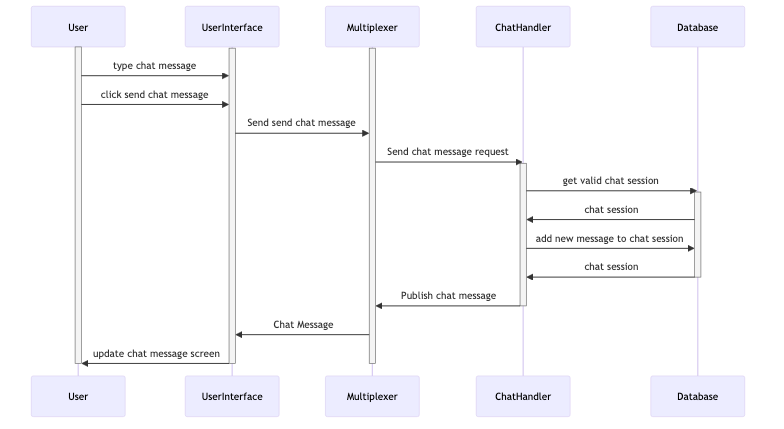 User
UserInterface
Multiplexer
ChatHandler
Database
type chat message
click send chat message
Send send chat message
Send chat message request
get valid chat session
chat session
add new message to chat session
chat session
Publish chat message
Chat Message
update chat message screen
User
UserInterface
Multiplexer
ChatHandler
Database